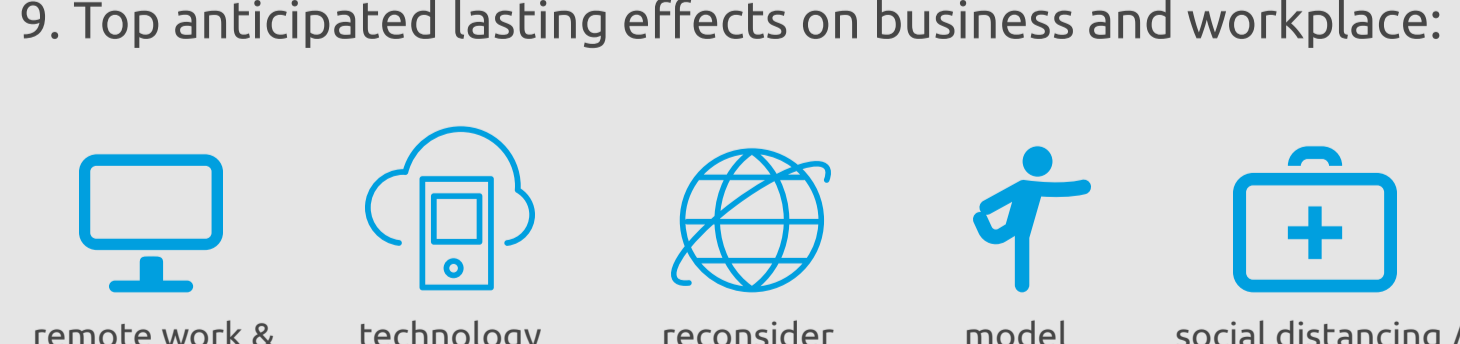 9. Top anticipated lasting effects on business and workplace:
remote work &
technology
reconsider
model
social distancing /